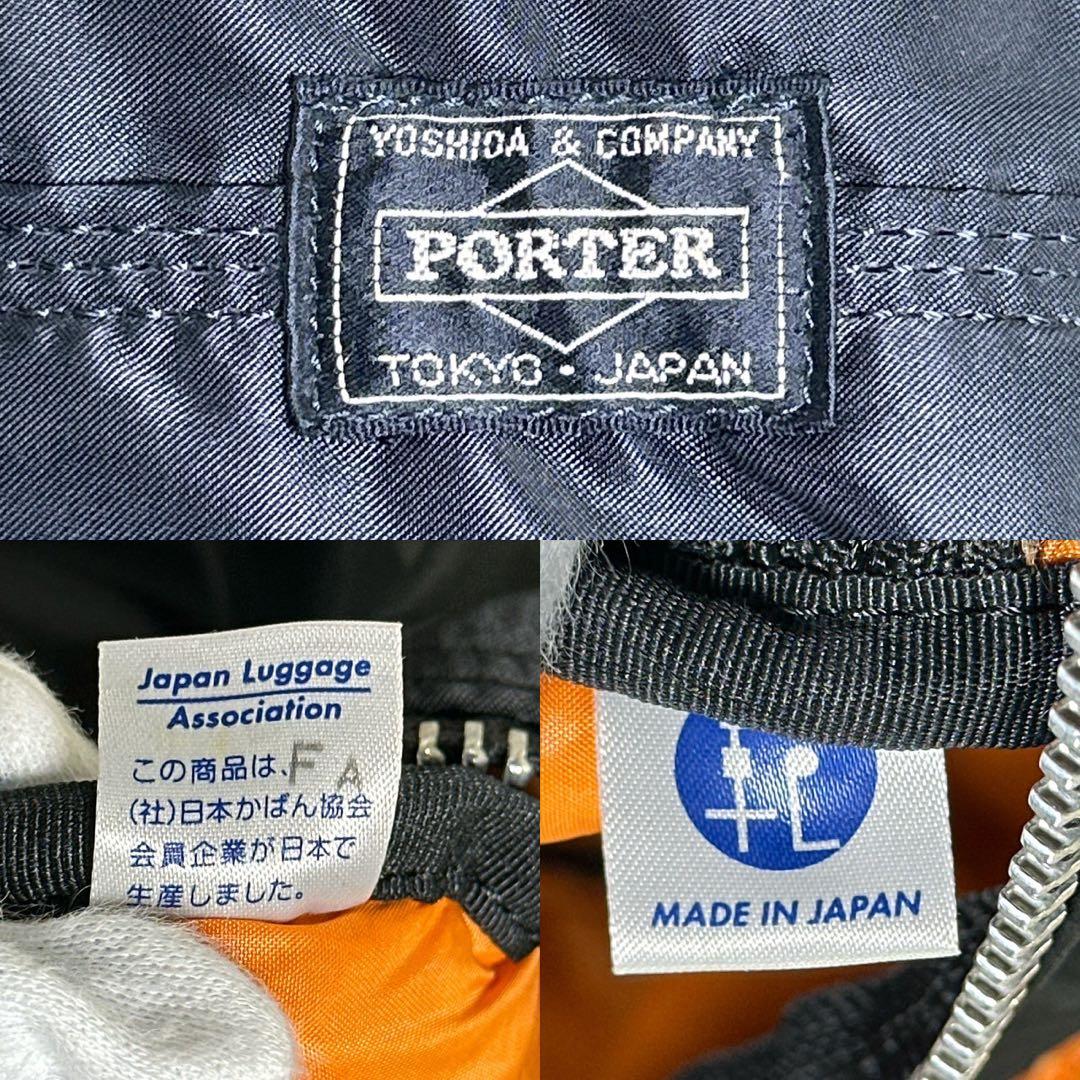 YOSHIDA & COMPANY
PORTER
TOKYO・JAPAN
Japan Luggage
Association
この商品は、F A
(社)日本かばん協会
会員企業が日本で
生産しました。
MADE IN JAPAN